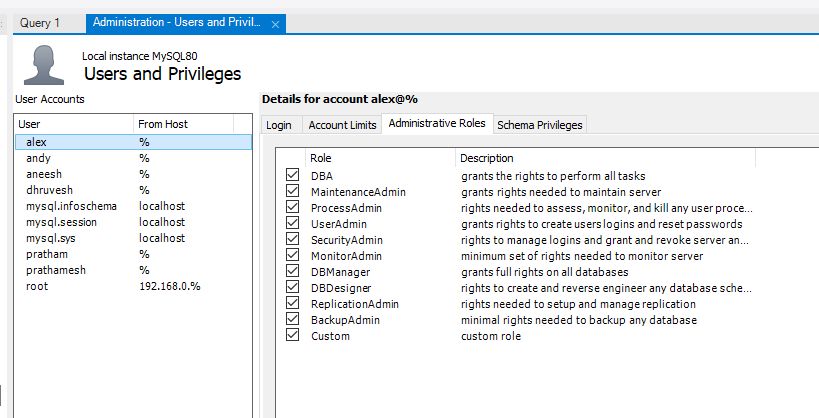 Query 1
Administration - Users and Privil...
Local instance MySQL80
Users and Privileges
User Accounts
User From Host
alex %
andy %
aneesh %
dhruvesh %
mysql.infoschema localhost
mysql.session localhost
mysql.sys localhost
pratham %
prathamesh %
root 192.168.0.%
Details for account alex@%
Login Account Limits Administrative Roles Schema Privileges
Role Description
DBA grants the rights to perform all tasks
MaintenanceAdmin grants rights needed to maintain server
ProcessAdmin rights needed to assess, monitor, and kill any user proce...
UserAdmin grants rights to create users logins and reset passwords
SecurityAdmin rights to manage logins and grant and revoke server an...
MonitorAdmin minimum set of rights needed to monitor server
DBManager grants full rights on all databases
DBDesigner rights to create and reverse engineer any database sche...
ReplicationAdmin rights needed to setup and manage replication
BackupAdmin minimal rights needed to backup any database
Custom custom role